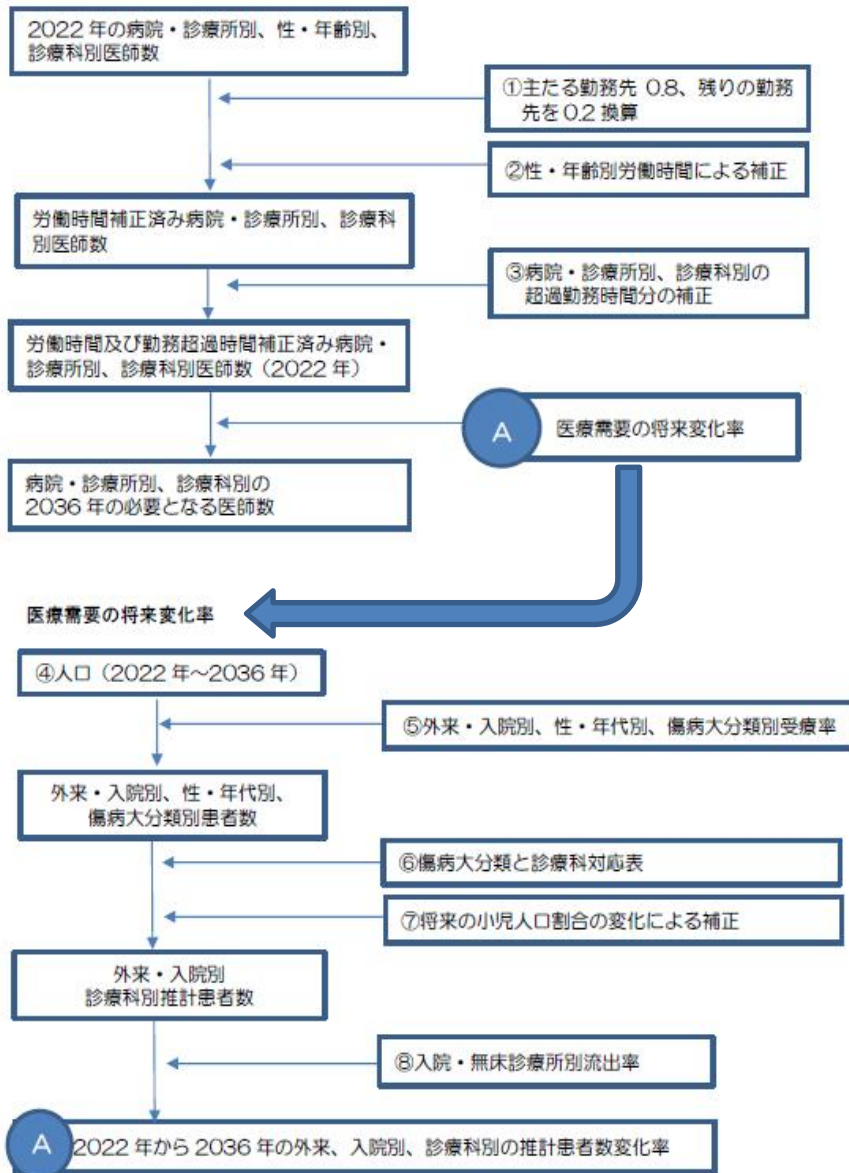 2022 年の病院・診療所別、性・年齢別、
診療科別医師数
①主たる勤務先 0.8、残りの勤務
先を0.2 換算
②性・年齢別労働時間による補正
労働時間補正済み病院・診療所別、診療科
別医師数
③病院・診療所別、診療科別の
超過勤務時間分の補正
労働時間及び勤務超過時間補正済み病院・
診療所別、診療科別医師数(2022 年)
A
医療需要の将来変化率
病院・診療所別、診療科別の
2036 年の必要となる医師数
医療需要の将来変化率
④人口(2022 年~2036 年)
⑤外来・入院別、性・年代別、傷病大分類別受療率
外来・入院別、性・年代別、
傷病大分類別患者数
⑥傷病大分類と診療科対応表
⑦将来の小児人口割合の変化による補正
外来・入院別
診療科別推計患者数
⑧入院・無床診療所別流出率
A
2022 年から 2036 年の外来、入院別、診療科別の推計患者数変化率